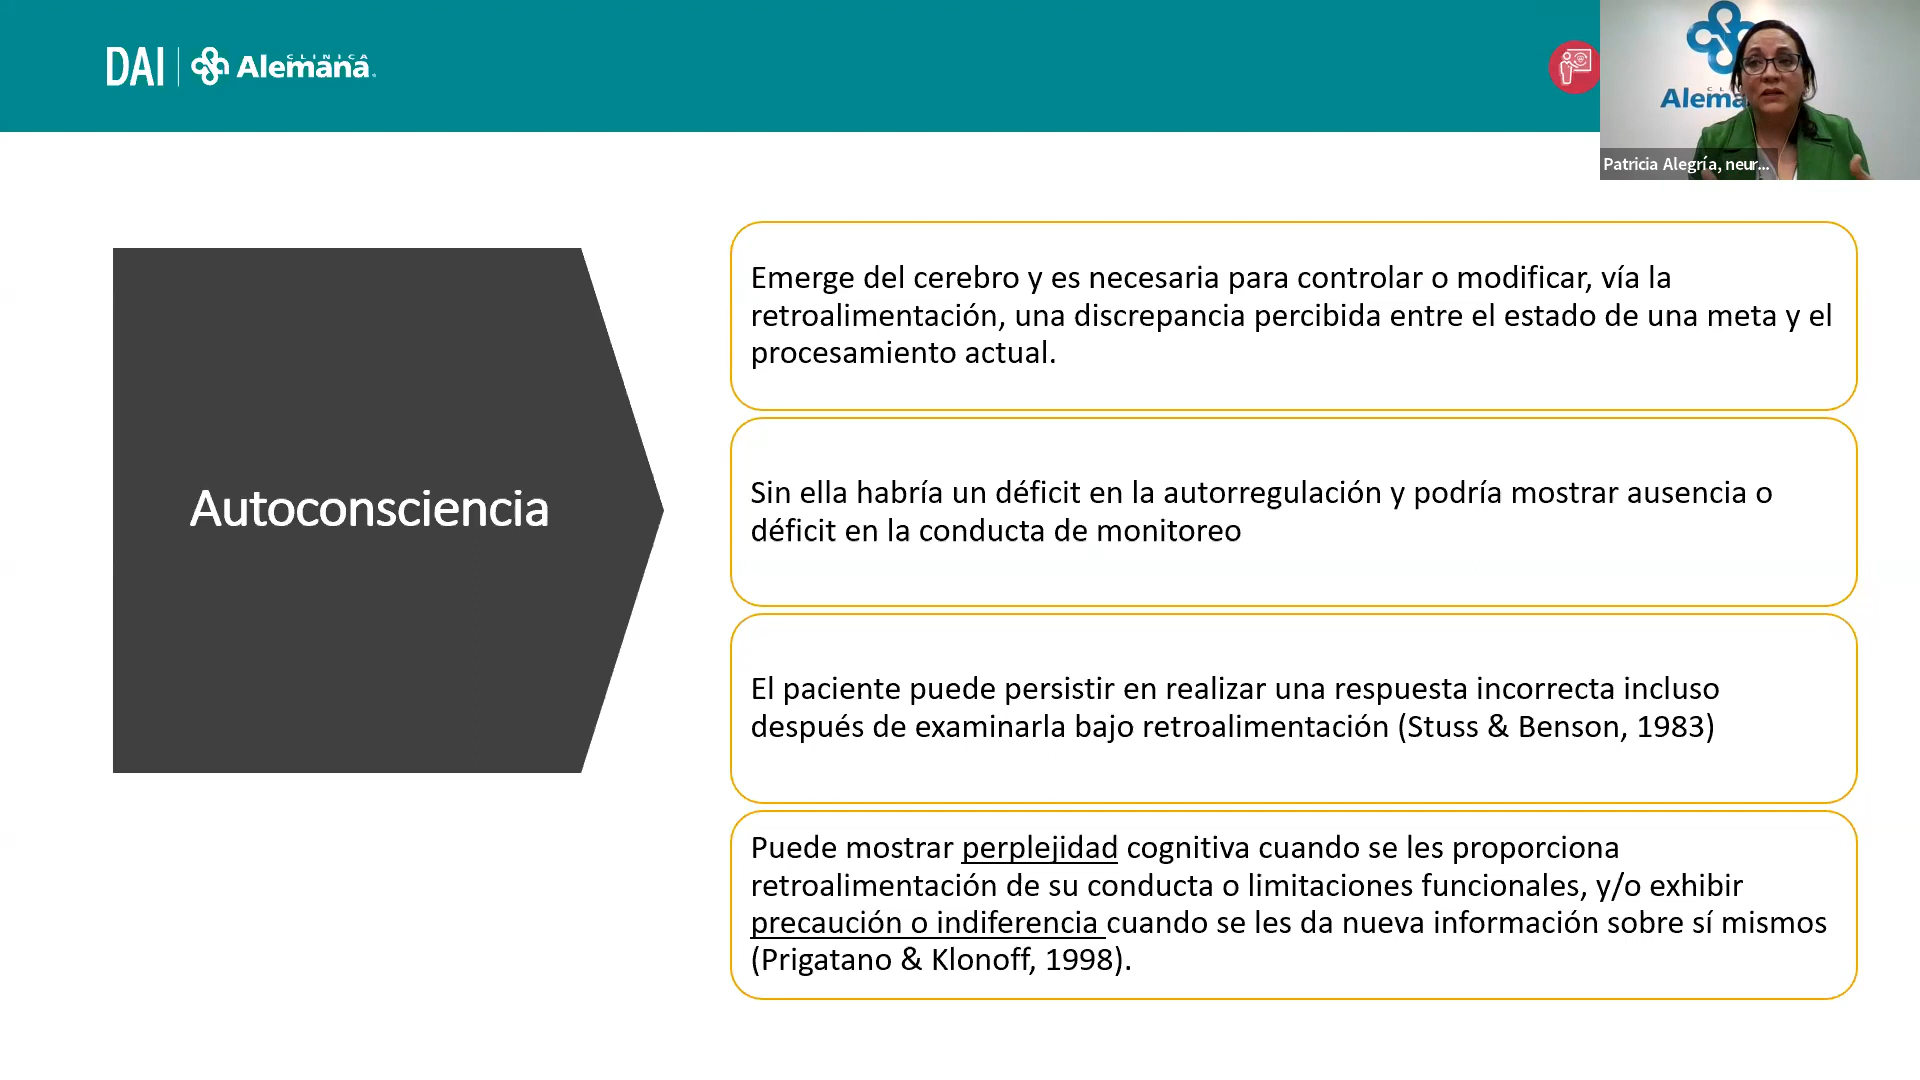 DAI
CLINICA
Alemana
Alema
Patricia Alegría, neur...
Autoconsciencia
Emerge del cerebro y es necesaria para controlar o modificar, vía la
retroalimentación, una discrepancia percibida entre el estado de una meta y el
procesamiento actual.
Sin ella habría un déficit en la autorregulación y podría mostrar ausencia o
déficit en la conducta de monitoreo
El paciente puede persistir en realizar una respuesta incorrecta incluso
después de examinarla bajo retroalimentación (Stuss & Benson, 1983)
Puede mostrar perplejidad cognitiva cuando se les proporciona
retroalimentación de su conducta o limitaciones funcionales, y/o exhibir
precaución o indiferencia cuando se les da nueva información sobre sí mismos
(Prigatano & Klonoff, 1998).